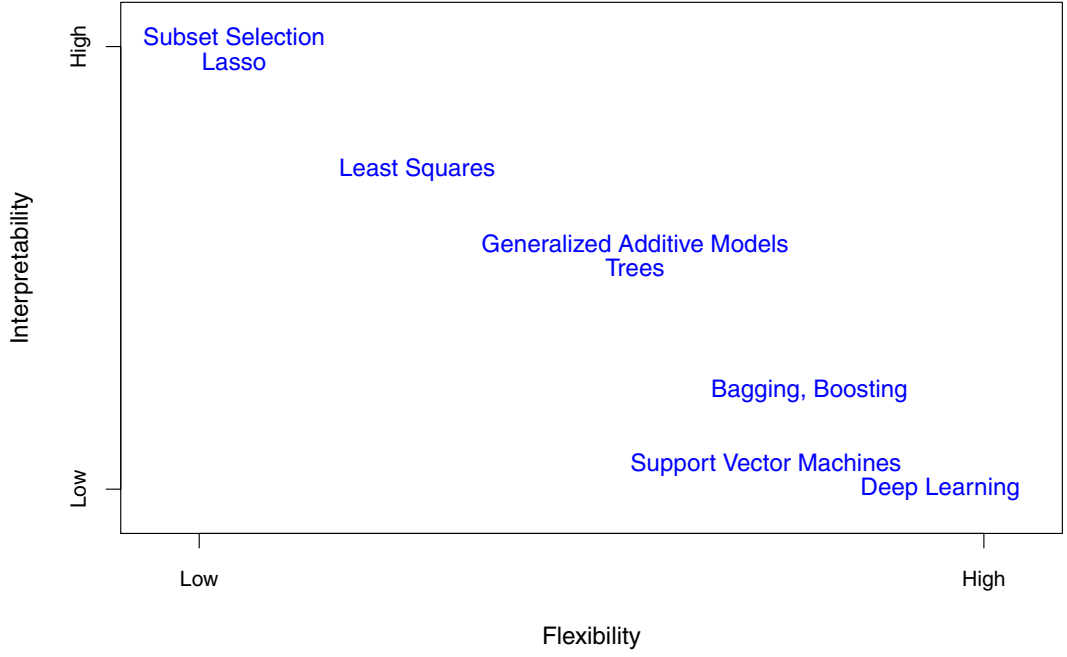 High
Subset Selection
Lasso
Least Squares
Interpretability
Generalized Additive Models
Trees
Bagging, Boosting
Support Vector Machines
Low
Deep Learning
Low
High
Flexibility